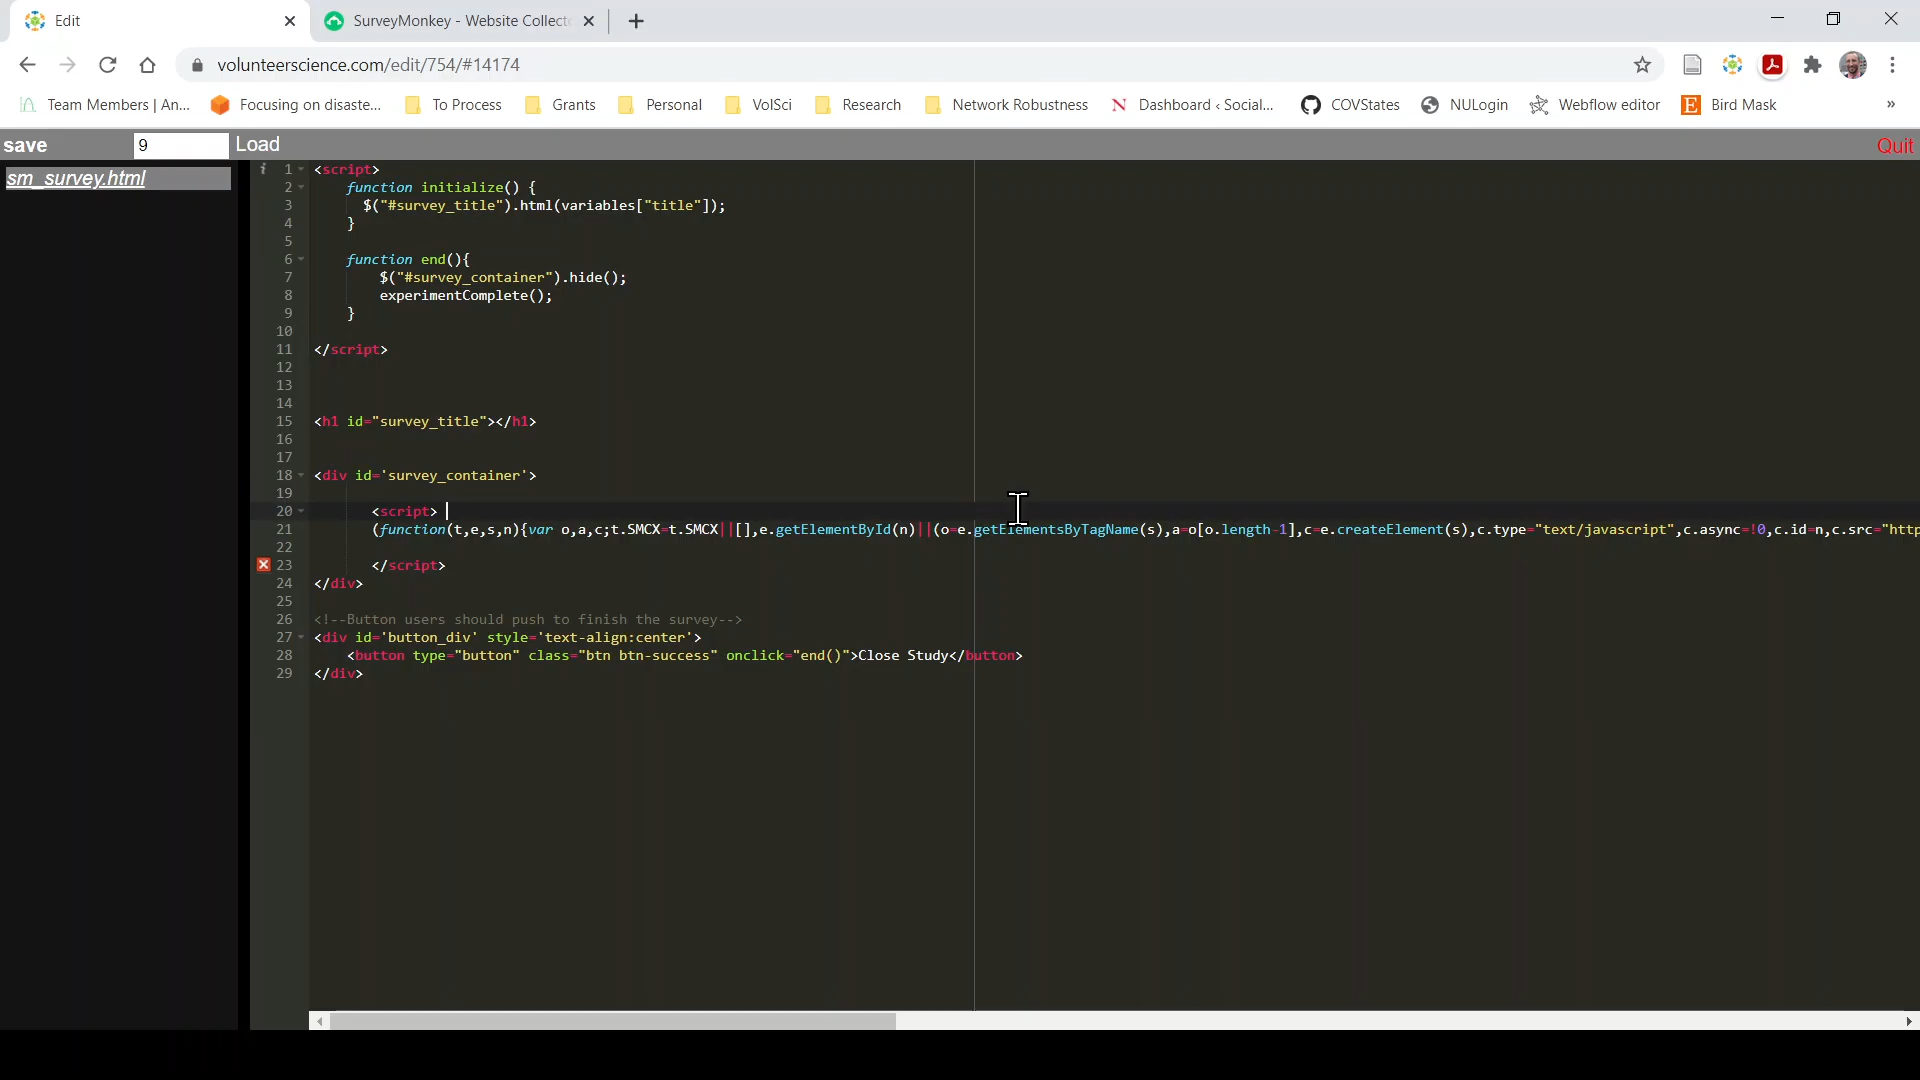 Edit
SurveyMonkey - Website Collect
volunteerscience.com/edit/754/#14174
Team Members | An...
Focusing on disaste...
To Process
Grants
Personal
VolSci
Research
Network Robustness
Dashboard ‹ Social...
COVStates
NULogin
Webflow editor
Bird Mask
»
save
9
Load
Quit
sm_survey.html
1 <script>
2 function initialize() {
3 $("#survey_title").html(variables["title"]);
4 }
5
6 function end(){
7 $("#survey_container").hide();
8 experimentComplete();
9 }
10
11 </script>
12
13
14
15 <h1 id="survey_title"></h1>
16
17
18 <div id='survey_container'>
19
20 <script>
21 (function(t,e,s,n){var o,a,c;t.SMCX=t.SMCX||[],e.getElementById(n)||(o=e.getElementsByTagName(s),a=o[o.length-1],c=e.createElement(s),c.type="text/javascript",c.async=!0,c.id=n,c.src="http
22
23 </script>
24 </div>
25
26 <!--Button users should push to finish the survey-->
27 <div id='button_div' style='text-align:center'>
28 <button type="button" class="btn btn-success" onclick="end()">Close Study</button>
29 </div>